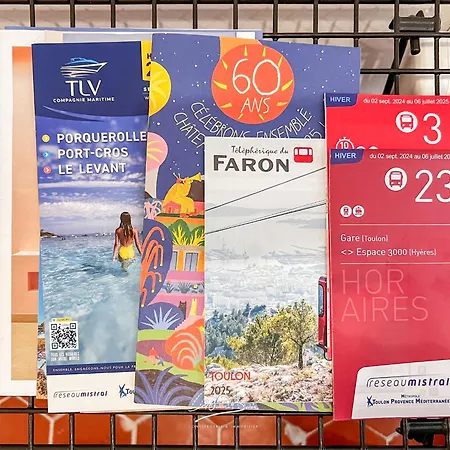 TLV
COMPAGNIE MARITIME
PORQUEROLLE
PORT-CROS
LE LEVANT
reseaumistral
60
ANS
CÉLÉBRONS ENSEMBLE
Téléphérique du
FARON
TOULON
2025
HIVER
du 02 sept. 2024 au 06 juillet 2025
3
HIVER
du 02 sept. 2024 au 06 juillet 2025
23
Gare (Toulon)
<> Espace 3000 (Hyères)
HOR
AIRES
reseaumistral
MÉTROPOLE
TOULON PROVENCE MÉDITERRANÉE